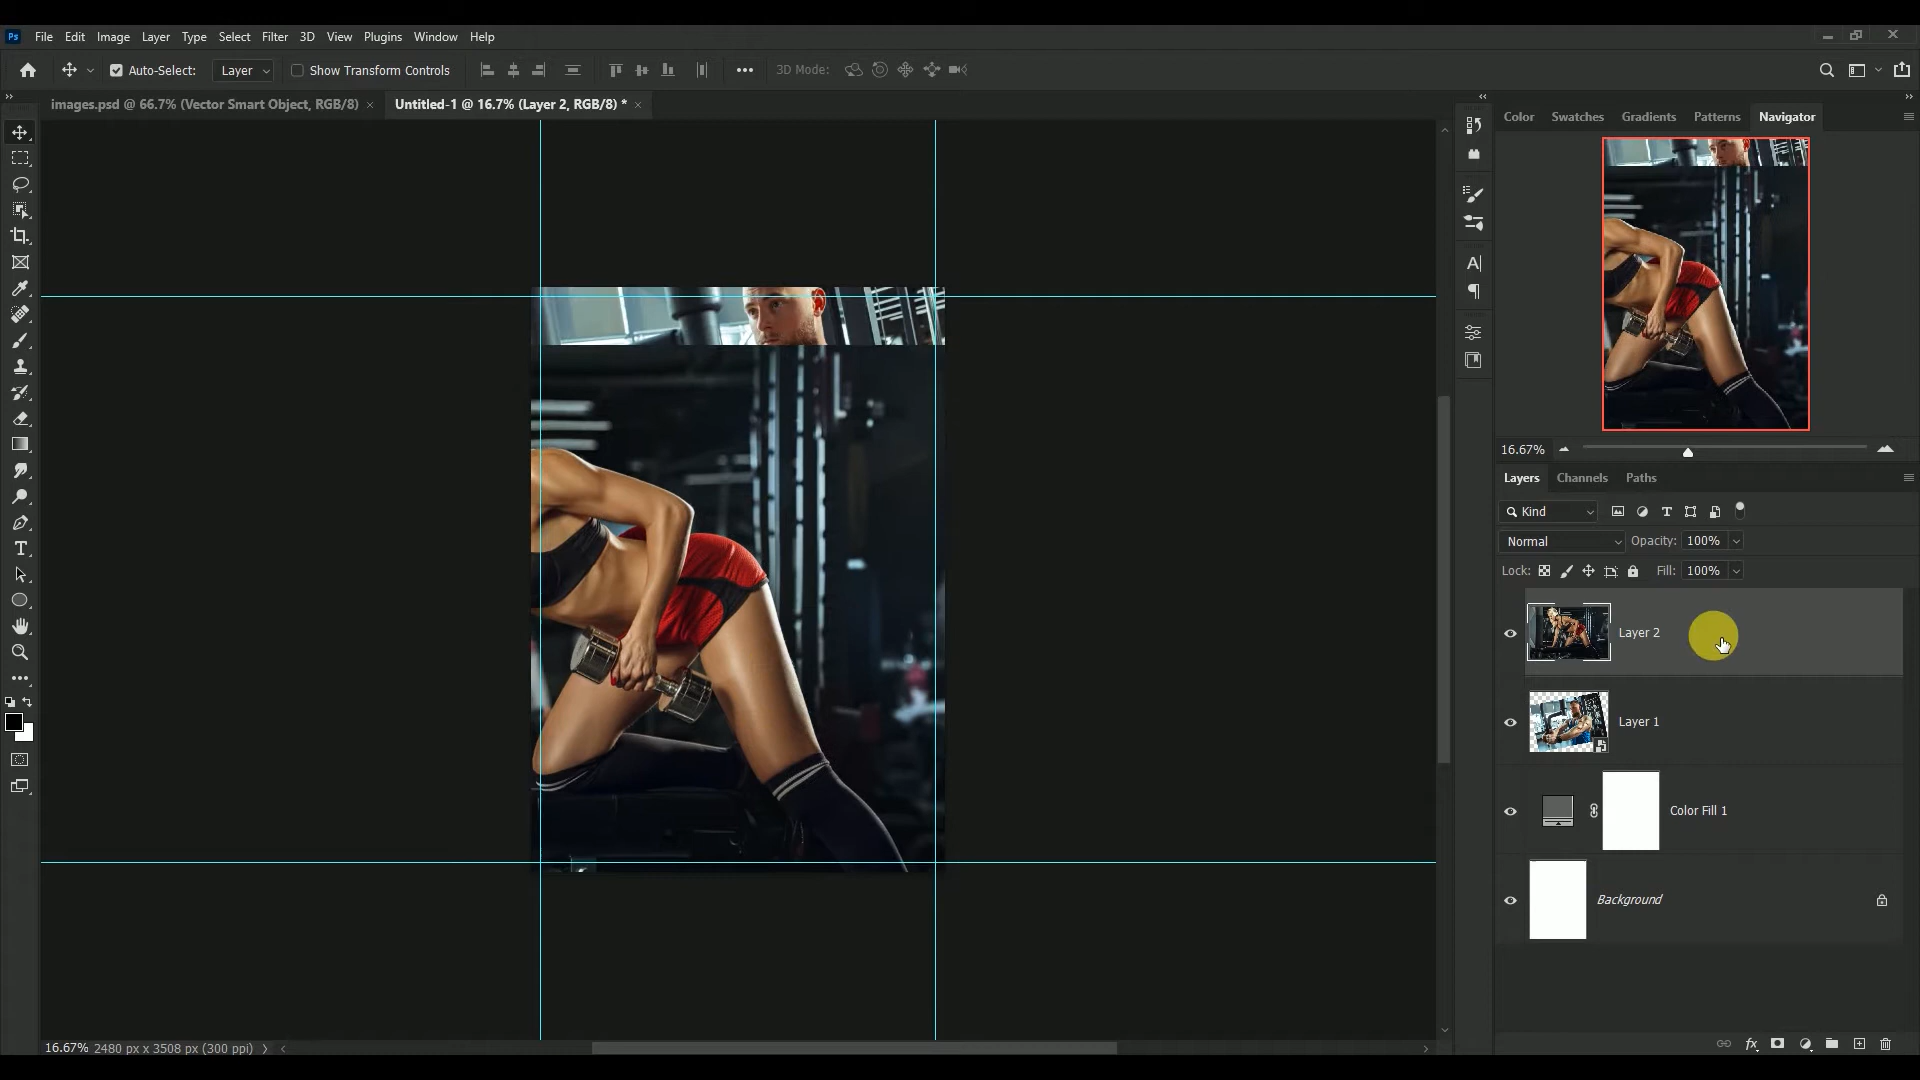 Ps File Edit Image Layer Type Select Filter 3D View Plugins Window Help
Auto-Select: Layer Show Transform Controls 3D Mode:
images.psd @ 66.7% (Vector Smart Object, RGB/8) × Untitled-1 @ 16.7% (Layer 2, RGB/8) * ×
Color Swatches Gradients Patterns Navigator
16.67%
Layers Channels Paths
Kind
Normal Opacity: 100%
Lock: Fill: 100%
Layer 2
Layer 1
Color Fill 1
Background
16.67% 2480 px x 3508 px (300 ppi)